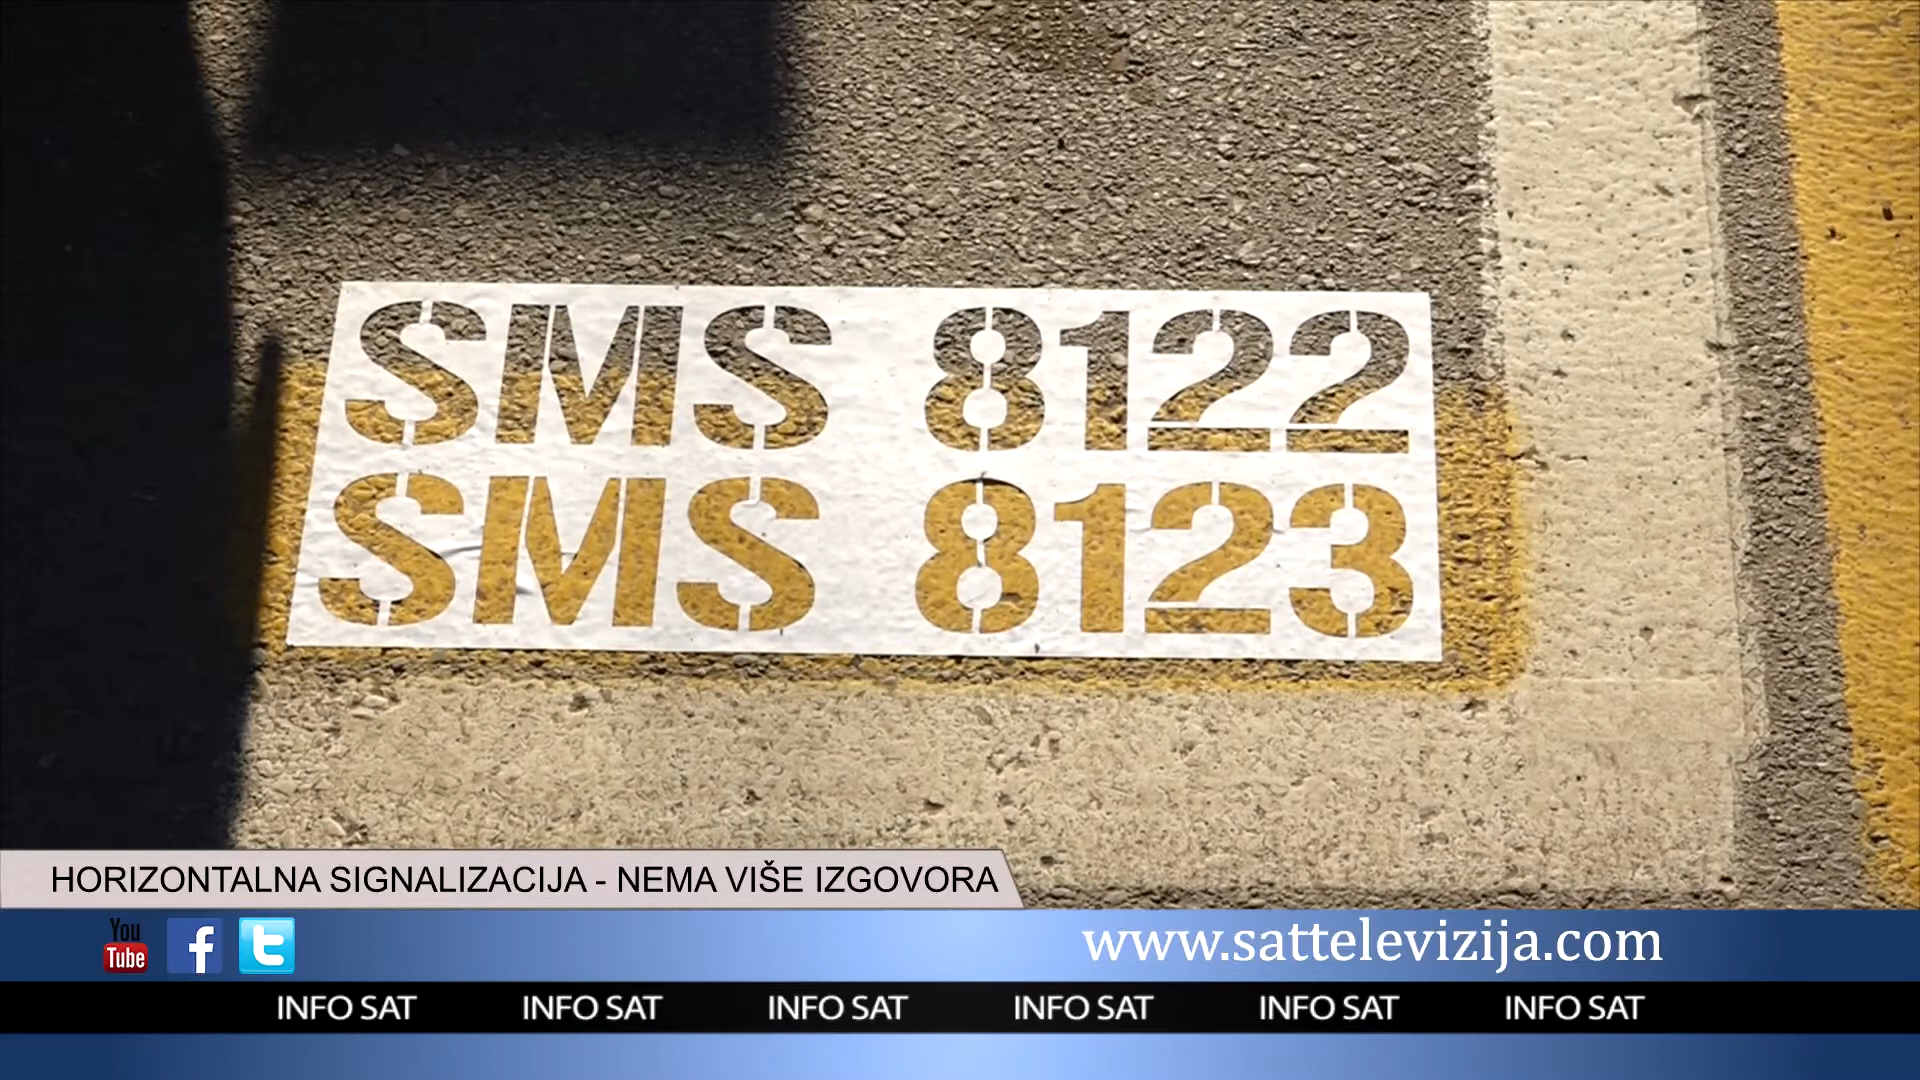 SMS 8122
SMS 8123
HORIZONTALNA SIGNALIZACIJA - NEMA VIŠE IZGOVORA
You Tube f t www.sattelevizija.com
INFO SAT INFO SAT INFO SAT INFO SAT INFO SAT INFO SAT